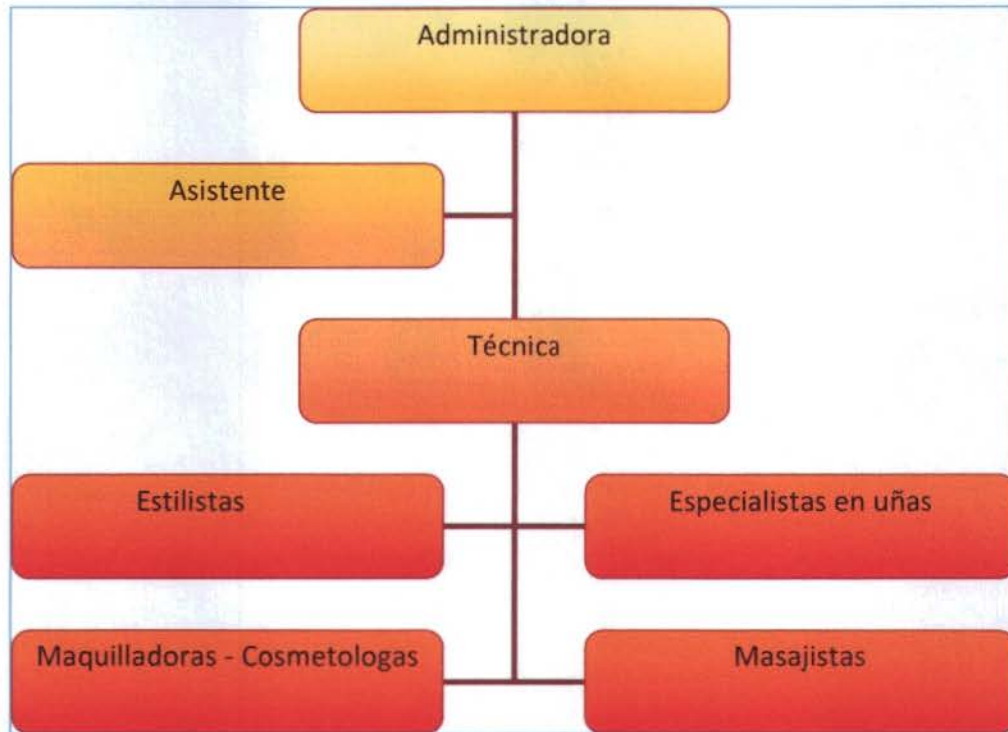 Administradora
Asistente
Técnica
Estilistas
Especialistas en uñas
Maquilladoras - Cosmetologas
Masajistas